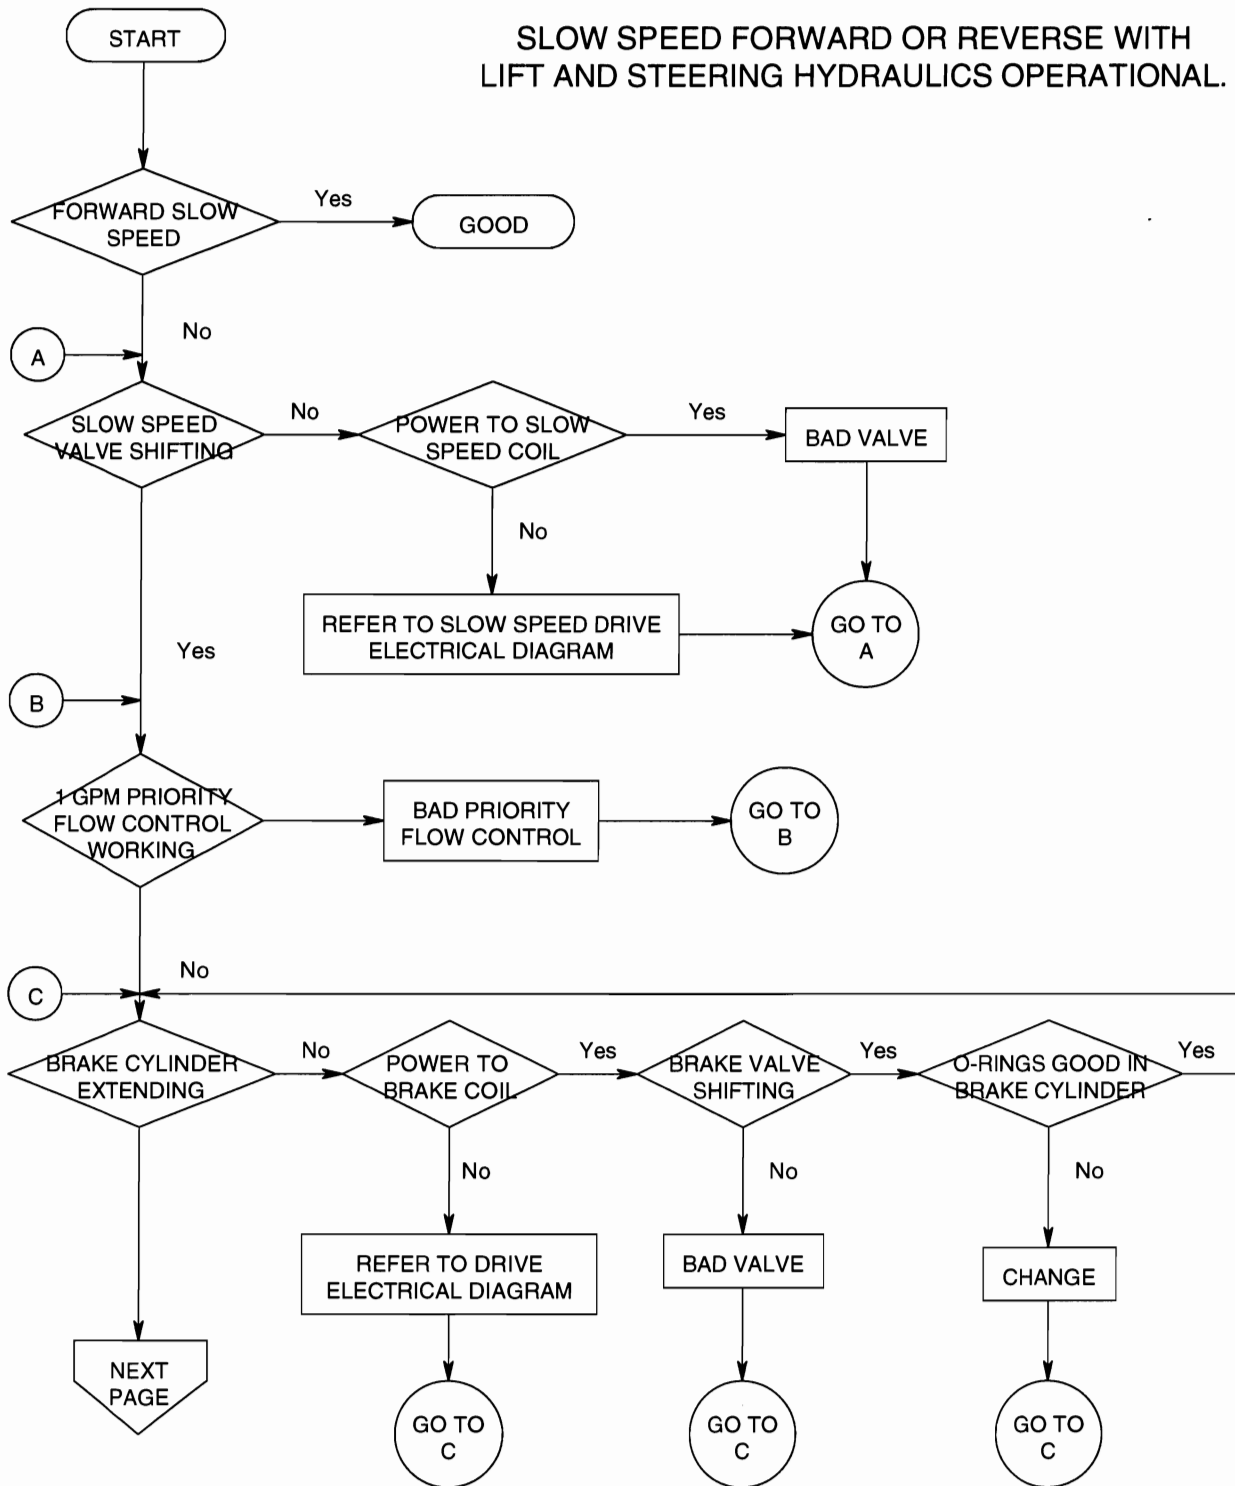 START
SLOW SPEED FORWARD OR REVERSE WITH
LIFT AND STEERING HYDRAULICS OPERATIONAL.
FORWARD SLOW
SPEED
Yes
GOOD
No
A
SLOW SPEED
VALVE SHIFTING
No
POWER TO SLOW
SPEED COIL
Yes
BAD VALVE
No
REFER TO SLOW SPEED DRIVE
ELECTRICAL DIAGRAM
GO TO
A
Yes
B
1 GPM PRIORITY
FLOW CONTROL
WORKING
BAD PRIORITY
FLOW CONTROL
GO TO
B
No
C
BRAKE CYLINDER
EXTENDING
No
POWER TO
BRAKE COIL
Yes
BRAKE VALVE
SHIFTING
Yes
O-RINGS GOOD IN
BRAKE CYLINDER
Yes
No
No
No
REFER TO DRIVE
ELECTRICAL DIAGRAM
BAD VALVE
CHANGE
NEXT
PAGE
GO TO
C
GO TO
C
GO TO
C